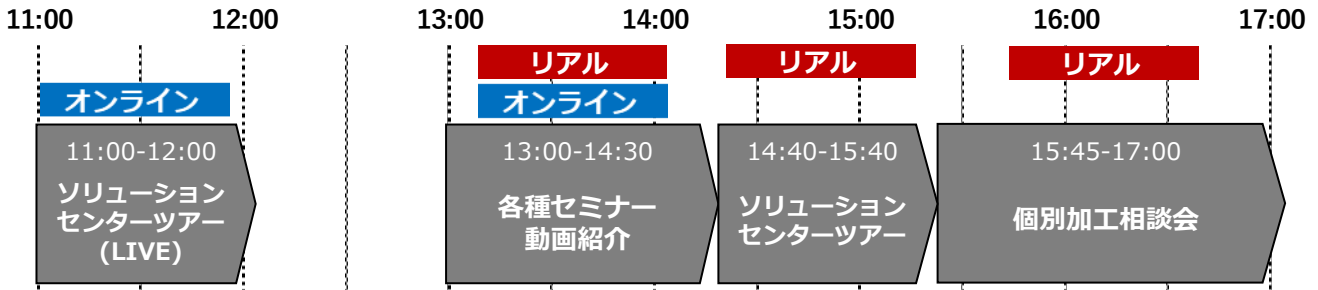 11:00
12:00
13:00
14:00
15:00
16:00
17:00
オンライン
11:00-12:00
ソリューション
センターツアー
(LIVE)
リアル
オンライン
13:00-14:30
各種セミナー
動画紹介
リアル
14:40-15:40
ソリューション
センターツアー
リアル
15:45-17:00
個別加工相談会